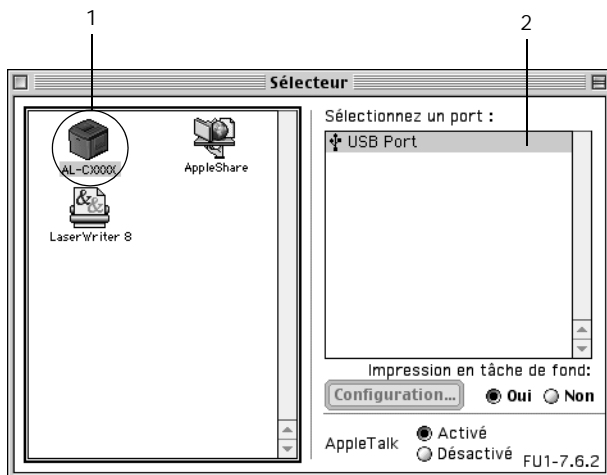 1
2
Sélecteur
AL-CXXXX
AppleShare
LaserWriter 8
Sélectionnez un port :
USB Port
Impression en tâche de fond:
Configuration... Oui Non
AppleTalk Activé
Désactivé
FU1-7.6.2